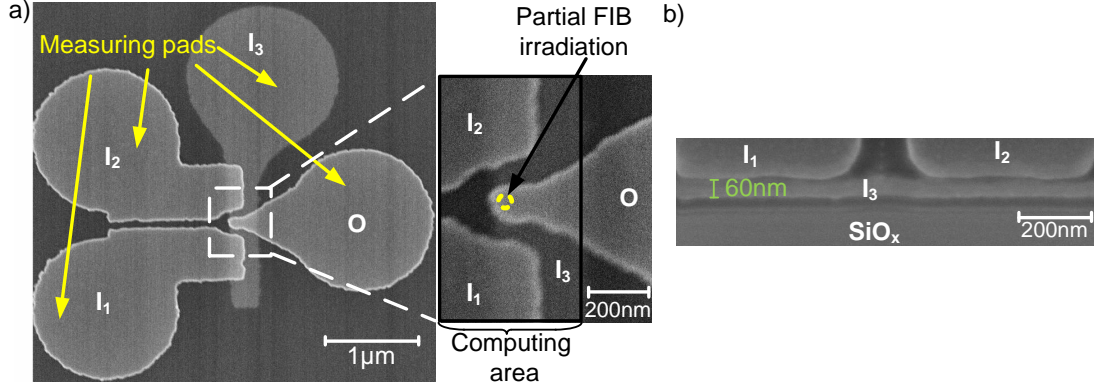 a)
Measuring pads
I₃
I₂
I₁
O
1µm
Partial FIB
irradiation
I₂
O
I₁
I₃
200nm
Computing
area
b)
I₁
I₂
60nm
I₃
SiOₓ
200nm